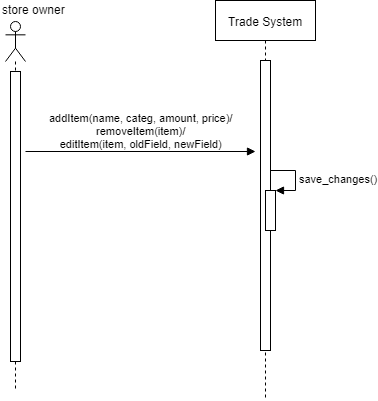 store owner
Trade System
addItem(name, categ, amount, price)/
removeItem(item)/
editItem(item, oldField, newField)
save_changes()